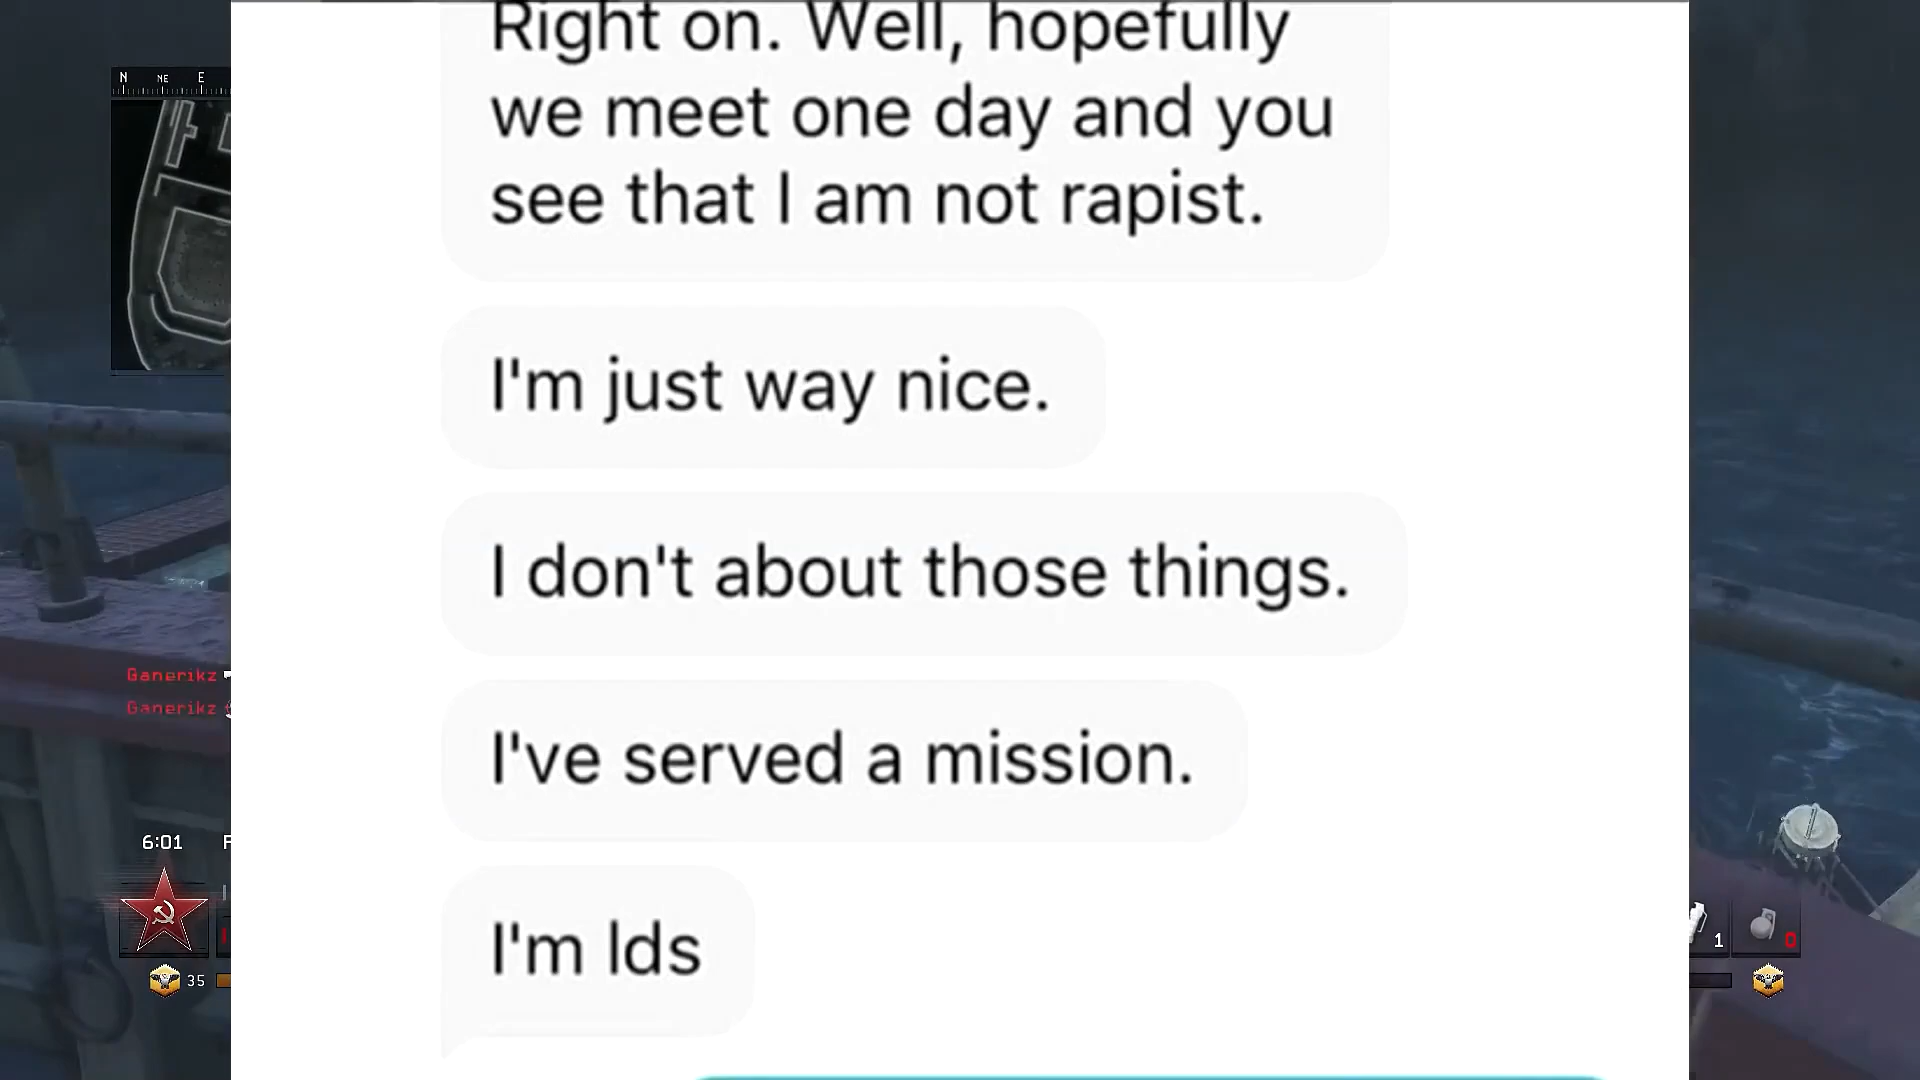 Right on. Well, hopefully
we meet one day and you
see that I am not rapist.
I'm just way nice.
I don't about those things.
I've served a mission.
I'm lds
N NE E
Ganerikz
Ganerikz
6:01
35
1
0